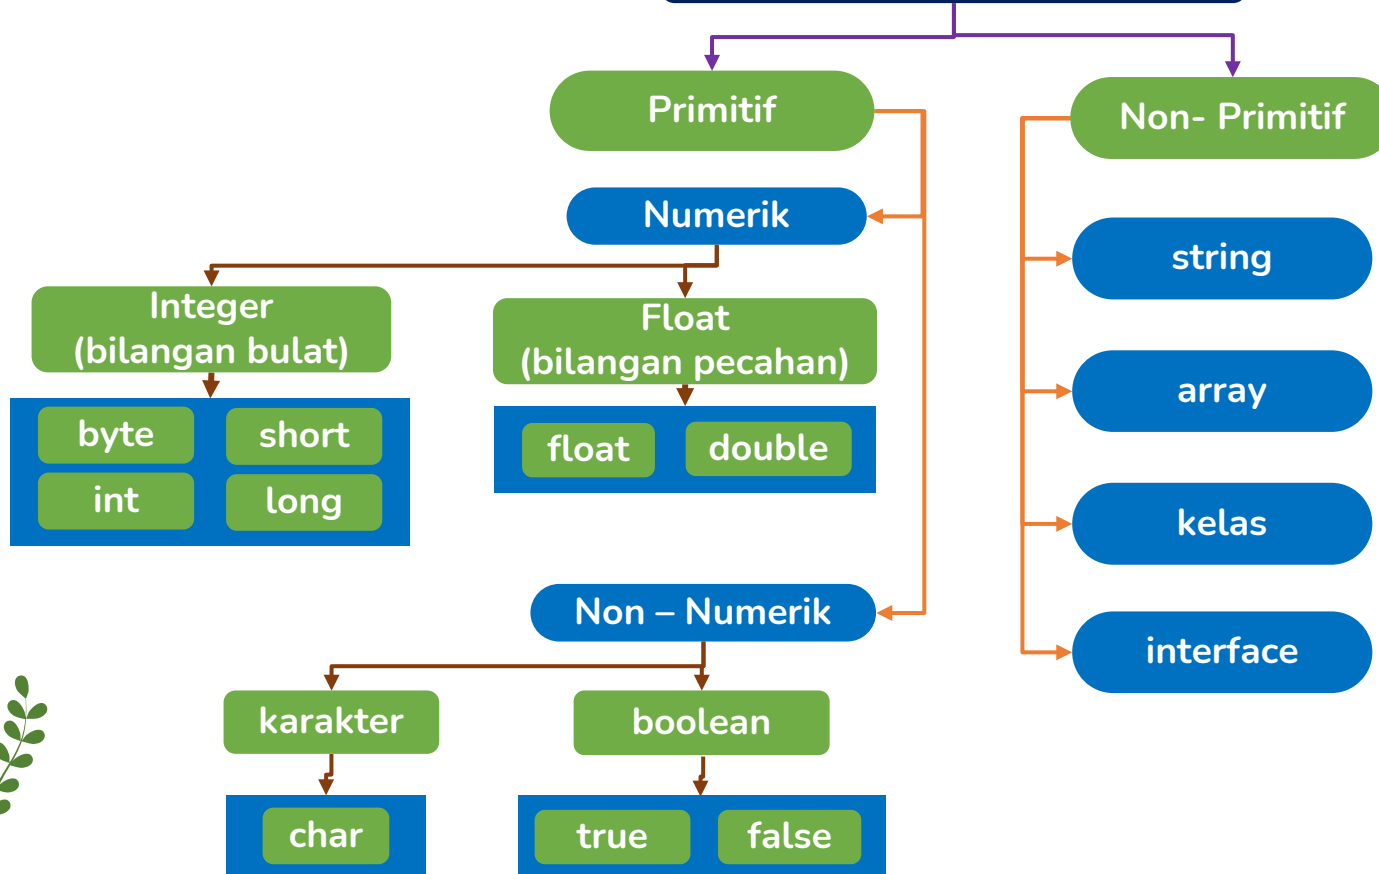 Primitif
Non- Primitif
Numerik
Integer
(bilangan bulat)
Float
(bilangan pecahan)
byte
short
int
long
float
double
Non – Numerik
karakter
boolean
char
true
false
string
array
kelas
interface